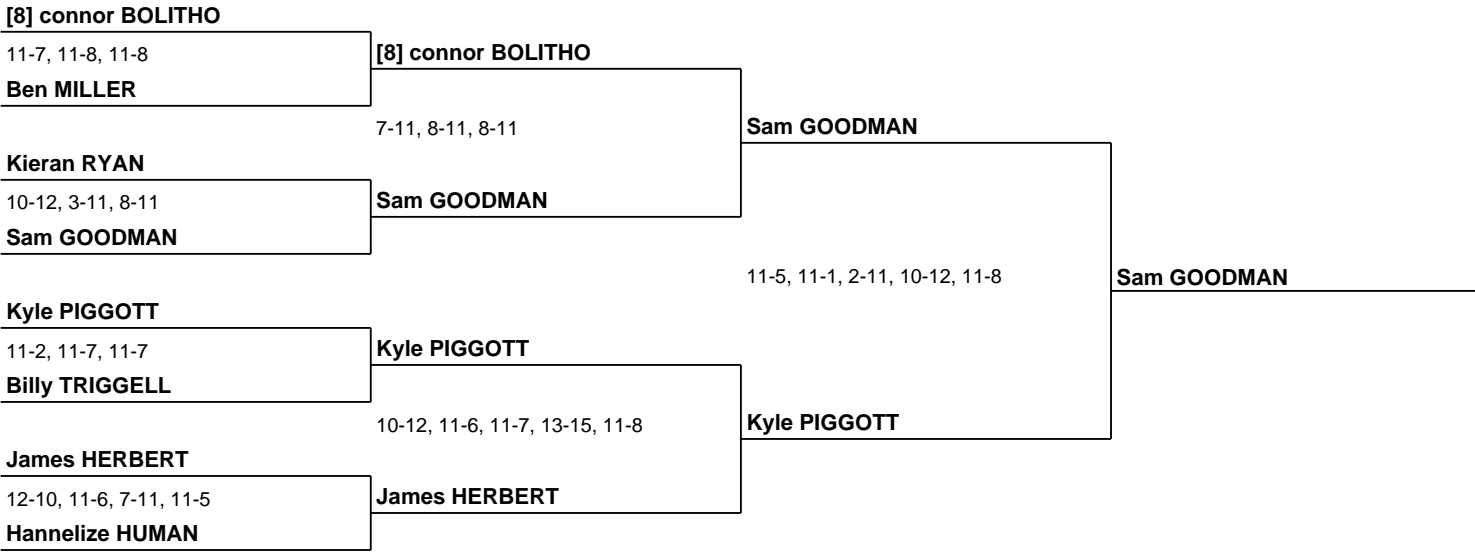 [8] connor BOLITHO
11-7, 11-8, 11-8
[8] connor BOLITHO
Ben MILLER
7-11, 8-11, 8-11
Sam GOODMAN
Kieran RYAN
10-12, 3-11, 8-11
Sam GOODMAN
Sam GOODMAN
11-5, 11-1, 2-11, 10-12, 11-8
Sam GOODMAN
Kyle PIGGOTT
11-2, 11-7, 11-7
Kyle PIGGOTT
Billy TRIGGELL
10-12, 11-6, 11-7, 13-15, 11-8
Kyle PIGGOTT
James HERBERT
12-10, 11-6, 7-11, 11-5
James HERBERT
Hannelize HUMAN